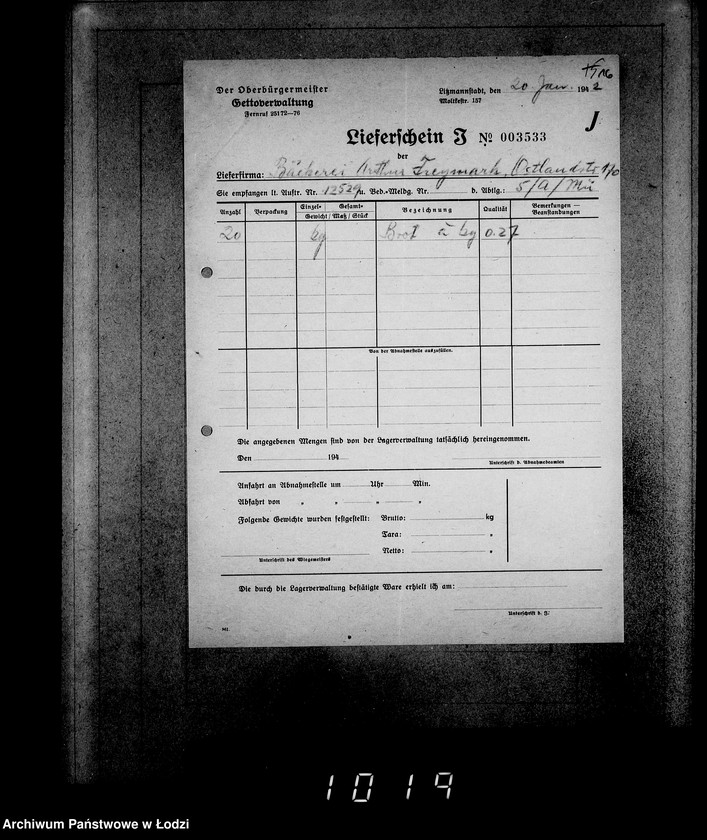 Der Oberbürgermeister
Gettoverwaltung
Fernruf 25172—76
Litzmannstadt, den 20. Jan. 1942
Moltkestr. 157
J
Lieferschein J № 003533
der
Lieferfirma: Bäckerei Arthur Freymark, Ostlandstr. 170
Sie empfangen lt. Auftr. Nr. 12529 u. Bed.-Meldg. Nr. b. Abtlg.: 5/A/Mü
Anzahl Verpackung Einzel- Gesamt- Bezeichnung Qualität Bemerkungen —
Gewicht / Maß / Stück Beanstandungen
20 kg Brot à kg 0.27
Von der Abnahmestelle auszufüllen.
Die angegebenen Mengen sind von der Lagerverwaltung tatsächlich hereingenommen.
Den 194
Unterschrift d. Abnahmebeamten
Anfahrt an Abnahmestelle um Uhr Min.
Abfahrt von " " " "
Folgende Gewichte wurden festgestellt: Brutto: kg
Tara: "
Netto: "
Unterschrift des Wiegemeisters
Die durch die Lagerverwaltung bestätigte Ware erhielt ich am:
Unterschrift d. J:
1019
Archiwum Państwowe w Łodzi